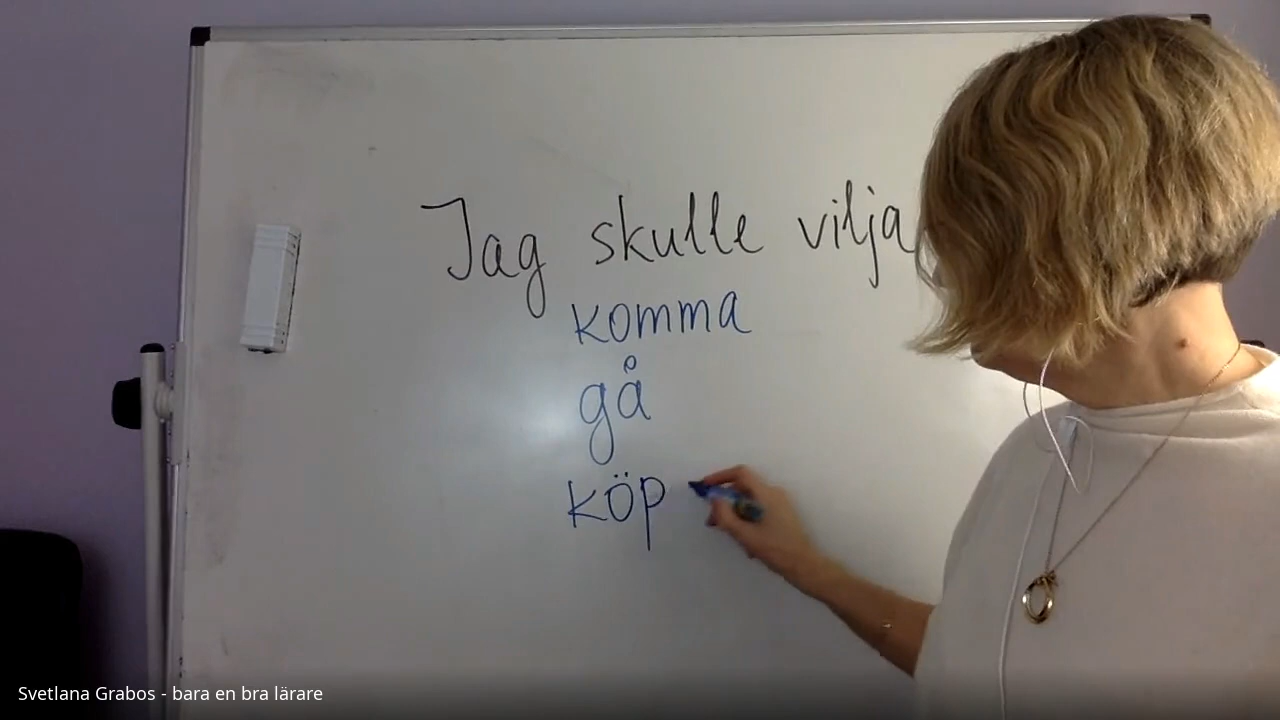 Jag skulle vilja
komma
gå
köp
Svetlana Grabos - bara en bra lärare